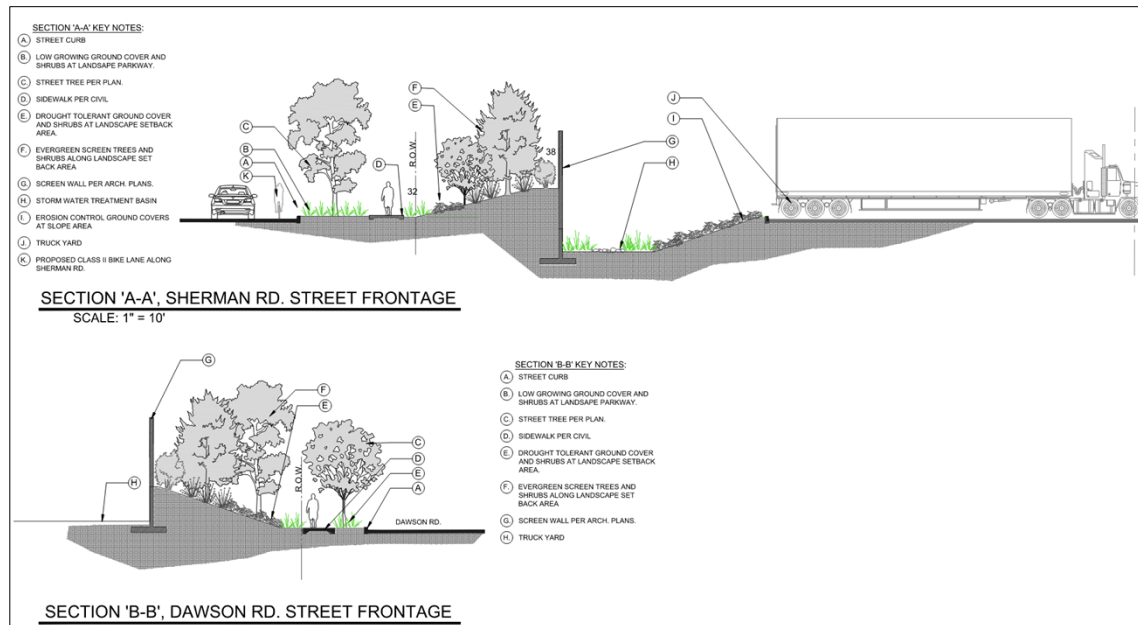 SECTION 'A-A' KEY NOTES:
A. STREET CURB
B. LOW GROWING GROUND COVER AND
SHRUBS AT LANDSAPE PARKWAY.
C. STREET TREE PER PLAN.
D. SIDEWALK PER CIVIL
E. DROUGHT TOLERANT GROUND COVER
AND SHRUBS AT LANDSCAPE SETBACK
AREA.
F. EVERGREEN SCREEN TREES AND
SHRUBS ALONG LANDSCAPE SET
BACK AREA
G. SCREEN WALL PER ARCH. PLANS.
H. STORM WATER TREATMENT BASIN
I. EROSION CONTROL GROUND COVERS
AT SLOPE AREA
J. TRUCK YARD
K. PROPOSED CLASS II BIKE LANE ALONG
SHERMAN RD.
C
B
A
K
D
R.O.W
32
F
E
38
G
H
J
I
SECTION 'A-A', SHERMAN RD. STREET FRONTAGE
SCALE: 1" = 10'
G
F
E
C
D
E
A
H
R.O.W
DAWSON RD.
SECTION 'B-B' KEY NOTES:
A. STREET CURB
B. LOW GROWING GROUND COVER AND
SHRUBS AT LANDSAPE PARKWAY.
C. STREET TREE PER PLAN.
D. SIDEWALK PER CIVIL
E. DROUGHT TOLERANT GROUND COVER
AND SHRUBS AT LANDSCAPE SETBACK
AREA.
F. EVERGREEN SCREEN TREES AND
SHRUBS ALONG LANDSCAPE SET
BACK AREA
G. SCREEN WALL PER ARCH. PLANS.
H. TRUCK YARD
SECTION 'B-B', DAWSON RD. STREET FRONTAGE